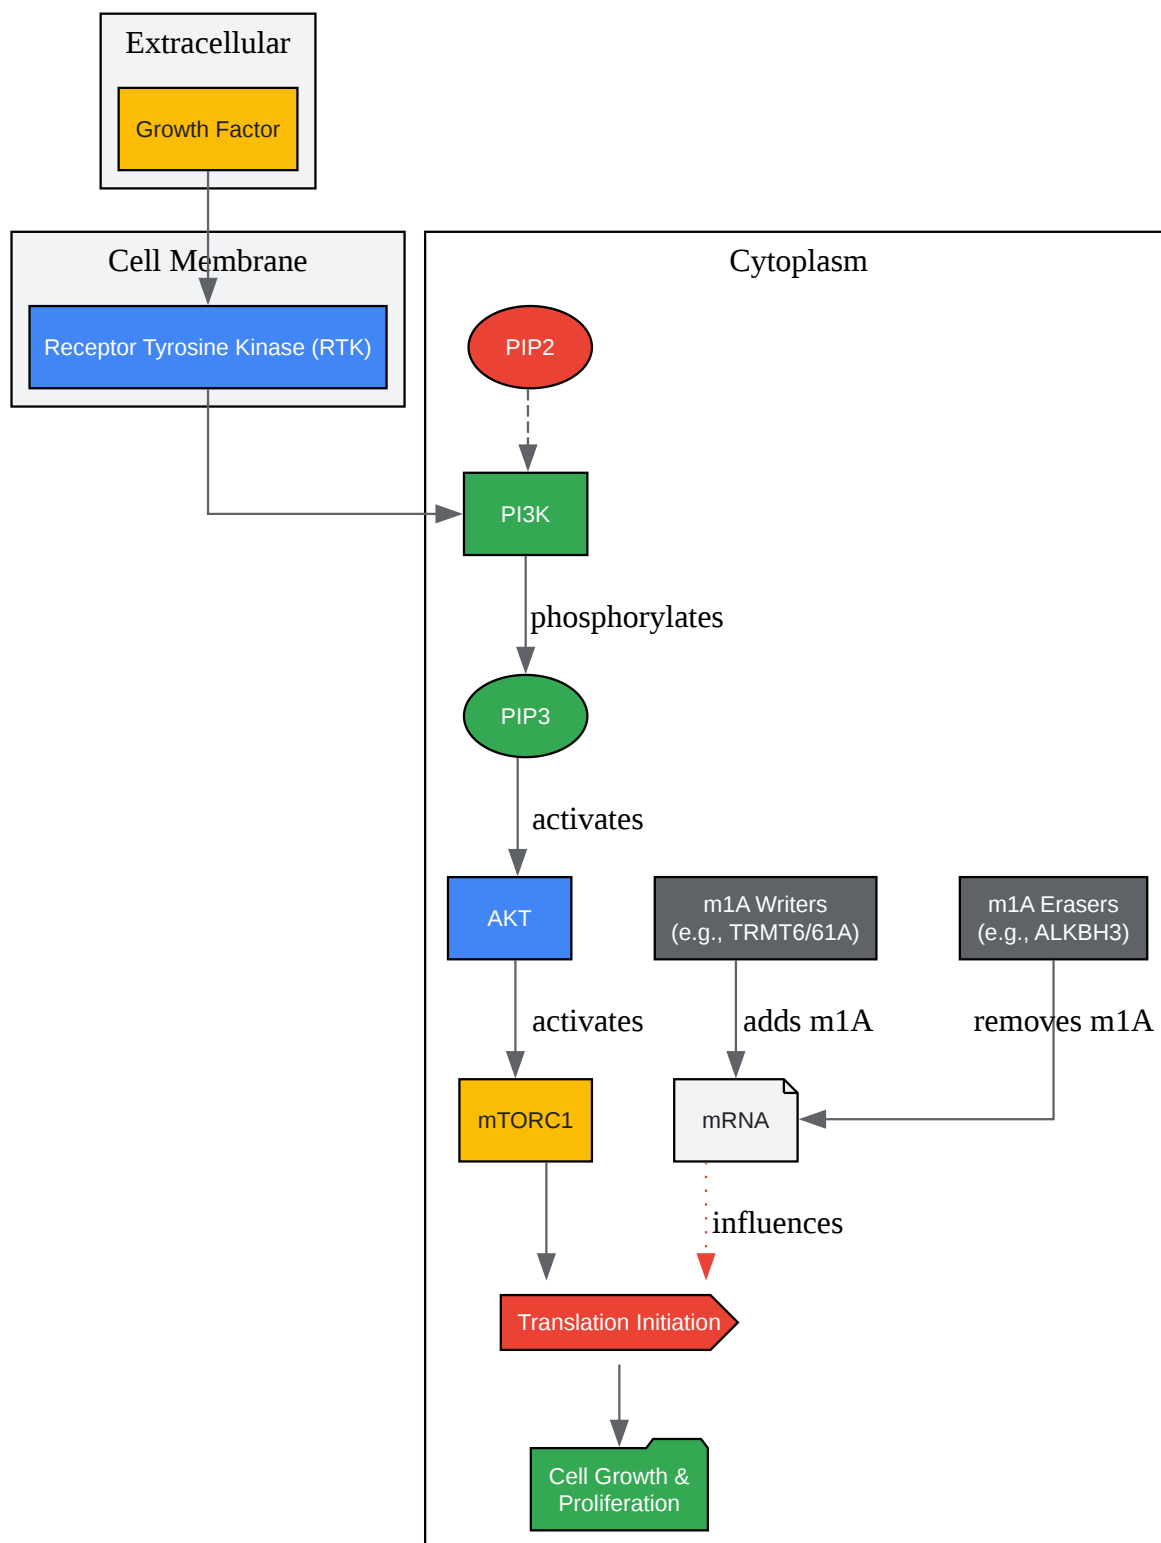 Extracellular
Growth Factor
Cell Membrane
Receptor Tyrosine Kinase (RTK)
Cytoplasm
PIP2
PI3K
phosphorylates
PIP3
activates
AKT
m1A Writers
(e.g., TRMT6/61A)
m1A Erasers
(e.g., ALKBH3)
activates
adds m1A
removes m1A
mTORC1
mRNA
influences
Translation Initiation
Cell Growth &
Proliferation